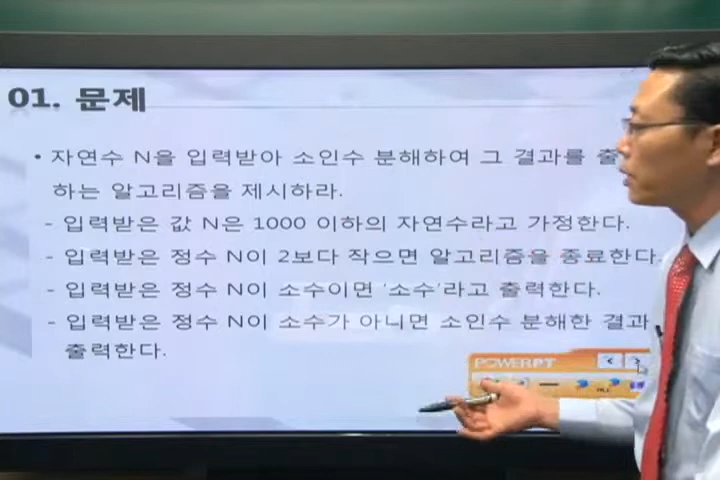 01. 문제
• 자연수 N을 입력받아 소인수 분해하여 그 결과를 출
하는 알고리즘을 제시하라.
- 입력받은 값 N은 1000 이하의 자연수라고 가정한다.
- 입력받은 정수 N이 2보다 작으면 알고리즘을 종료한다.
- 입력받은 정수 N이 소수이면 '소수'라고 출력한다.
- 입력받은 정수 N이 소수가 아니면 소인수 분해한 결과
출력한다.
POWERPT